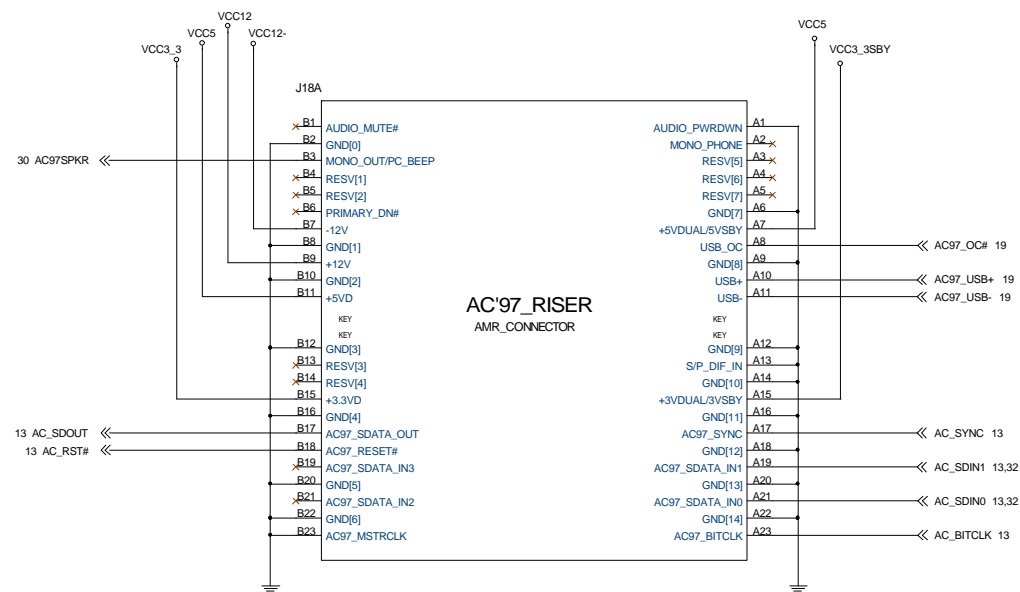 VCC12
VCC5
VCC12-
VCC3_3
VCC5
VCC3_3SBY
J18A
B1 AUDIO_MUTE# AUDIO_PWRDWN A1
B2 GND[0] MONO_PHONE A2
30 AC97SPKR B3 MONO_OUT/PC_BEEP RESV[5] A3
B4 RESV[1] RESV[6] A4
B5 RESV[2] RESV[7] A5
B6 PRIMARY_DN# GND[7] A6
B7 -12V +5VDUAL/5VSBY A7
B8 GND[1] USB_OC A8 AC97_OC# 19
B9 +12V GND[8] A9
B10 GND[2] USB+ A10 AC97_USB+ 19
B11 +5VD USB- A11 AC97_USB- 19
AC'97_RISER
AMR_CONNECTOR
KEY KEY
KEY KEY
B12 GND[3] GND[9] A12
B13 RESV[3] S/P_DIF_IN A13
B14 RESV[4] GND[10] A14
B15 +3.3VD +3VDUAL/3VSBY A15
B16 GND[4] GND[11] A16
13 AC_SDOUT B17 AC97_SDATA_OUT AC97_SYNC A17 AC_SYNC 13
13 AC_RST# B18 AC97_RESET# GND[12] A18
B19 AC97_SDATA_IN3 AC97_SDATA_IN1 A19 AC_SDIN1 13,32
B20 GND[5] GND[13] A20
B21 AC97_SDATA_IN2 AC97_SDATA_IN0 A21 AC_SDIN0 13,32
B22 GND[6] GND[14] A22
B23 AC97_MSTRCLK AC97_BITCLK A23 AC_BITCLK 13